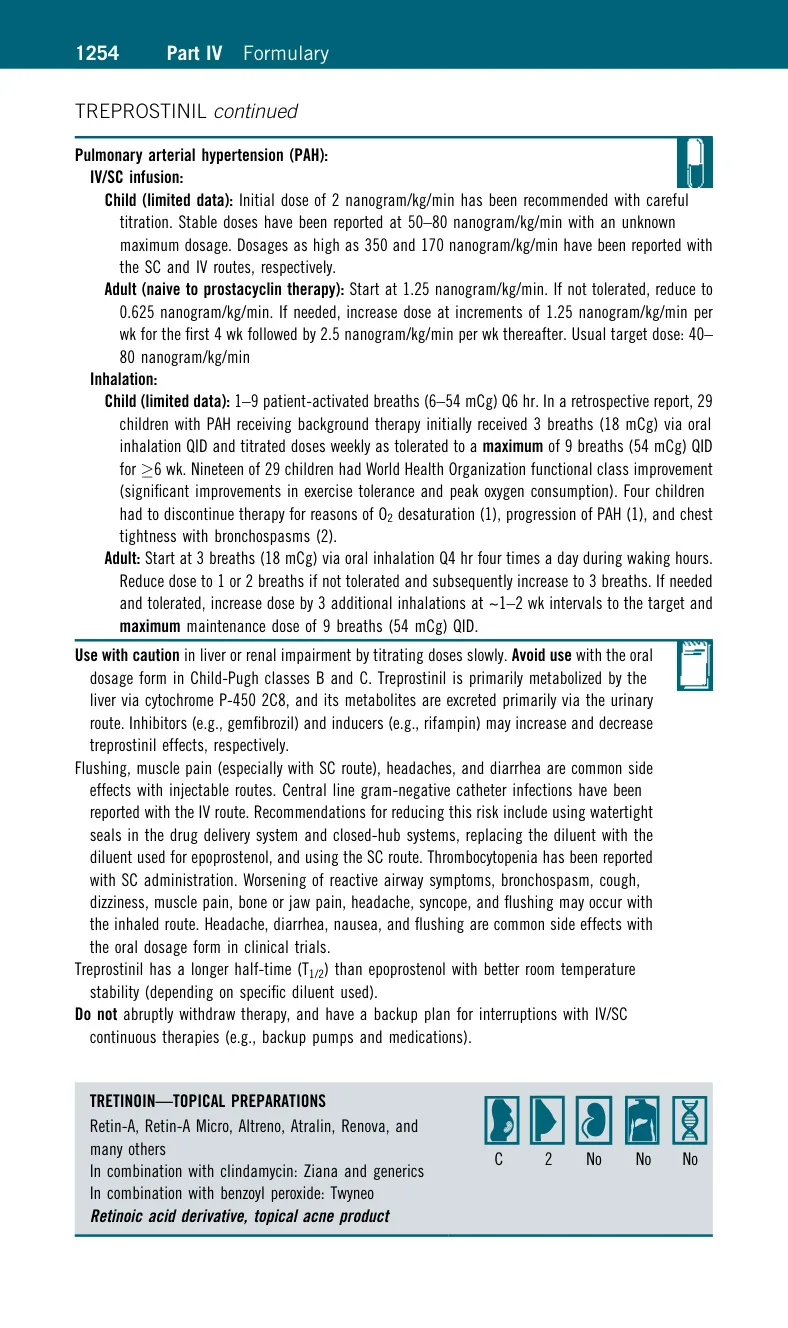 1254 Part IV Formulary
TREPROSTINIL continued
Pulmonary arterial hypertension (PAH):
IV/SC infusion:
Child (limited data): Initial dose of 2 nanogram/kg/min has been recommended with careful
titration. Stable doses have been reported at 50–80 nanogram/kg/min with an unknown
maximum dosage. Dosages as high as 350 and 170 nanogram/kg/min have been reported with
the SC and IV routes, respectively.
Adult (naive to prostacyclin therapy): Start at 1.25 nanogram/kg/min. If not tolerated, reduce to
0.625 nanogram/kg/min. If needed, increase dose at increments of 1.25 nanogram/kg/min per
wk for the first 4 wk followed by 2.5 nanogram/kg/min per wk thereafter. Usual target dose: 40–
80 nanogram/kg/min
Inhalation:
Child (limited data): 1–9 patient-activated breaths (6–54 mCg) Q6 hr. In a retrospective report, 29
children with PAH receiving background therapy initially received 3 breaths (18 mCg) via oral
inhalation QID and titrated doses weekly as tolerated to a maximum of 9 breaths (54 mCg) QID
for ≥6 wk. Nineteen of 29 children had World Health Organization functional class improvement
(significant improvements in exercise tolerance and peak oxygen consumption). Four children
had to discontinue therapy for reasons of O2 desaturation (1), progression of PAH (1), and chest
tightness with bronchospasms (2).
Adult: Start at 3 breaths (18 mCg) via oral inhalation Q4 hr four times a day during waking hours.
Reduce dose to 1 or 2 breaths if not tolerated and subsequently increase to 3 breaths. If needed
and tolerated, increase dose by 3 additional inhalations at ~1–2 wk intervals to the target and
maximum maintenance dose of 9 breaths (54 mCg) QID.
Use with caution in liver or renal impairment by titrating doses slowly. Avoid use with the oral
dosage form in Child-Pugh classes B and C. Treprostinil is primarily metabolized by the
liver via cytochrome P-450 2C8, and its metabolites are excreted primarily via the urinary
route. Inhibitors (e.g., gemfibrozil) and inducers (e.g., rifampin) may increase and decrease
treprostinil effects, respectively.
Flushing, muscle pain (especially with SC route), headaches, and diarrhea are common side
effects with injectable routes. Central line gram-negative catheter infections have been
reported with the IV route. Recommendations for reducing this risk include using watertight
seals in the drug delivery system and closed-hub systems, replacing the diluent with the
diluent used for epoprostenol, and using the SC route. Thrombocytopenia has been reported
with SC administration. Worsening of reactive airway symptoms, bronchospasm, cough,
dizziness, muscle pain, bone or jaw pain, headache, syncope, and flushing may occur with
the inhaled route. Headache, diarrhea, nausea, and flushing are common side effects with
the oral dosage form in clinical trials.
Treprostinil has a longer half-time (T1/2) than epoprostenol with better room temperature
stability (depending on specific diluent used).
Do not abruptly withdraw therapy, and have a backup plan for interruptions with IV/SC
continuous therapies (e.g., backup pumps and medications).
TRETINOIN—TOPICAL PREPARATIONS
Retin-A, Retin-A Micro, Altreno, Atralin, Renova, and
many others
In combination with clindamycin: Ziana and generics
In combination with benzoyl peroxide: Twyneo
Retinoic acid derivative, topical acne product
C 2 No No No